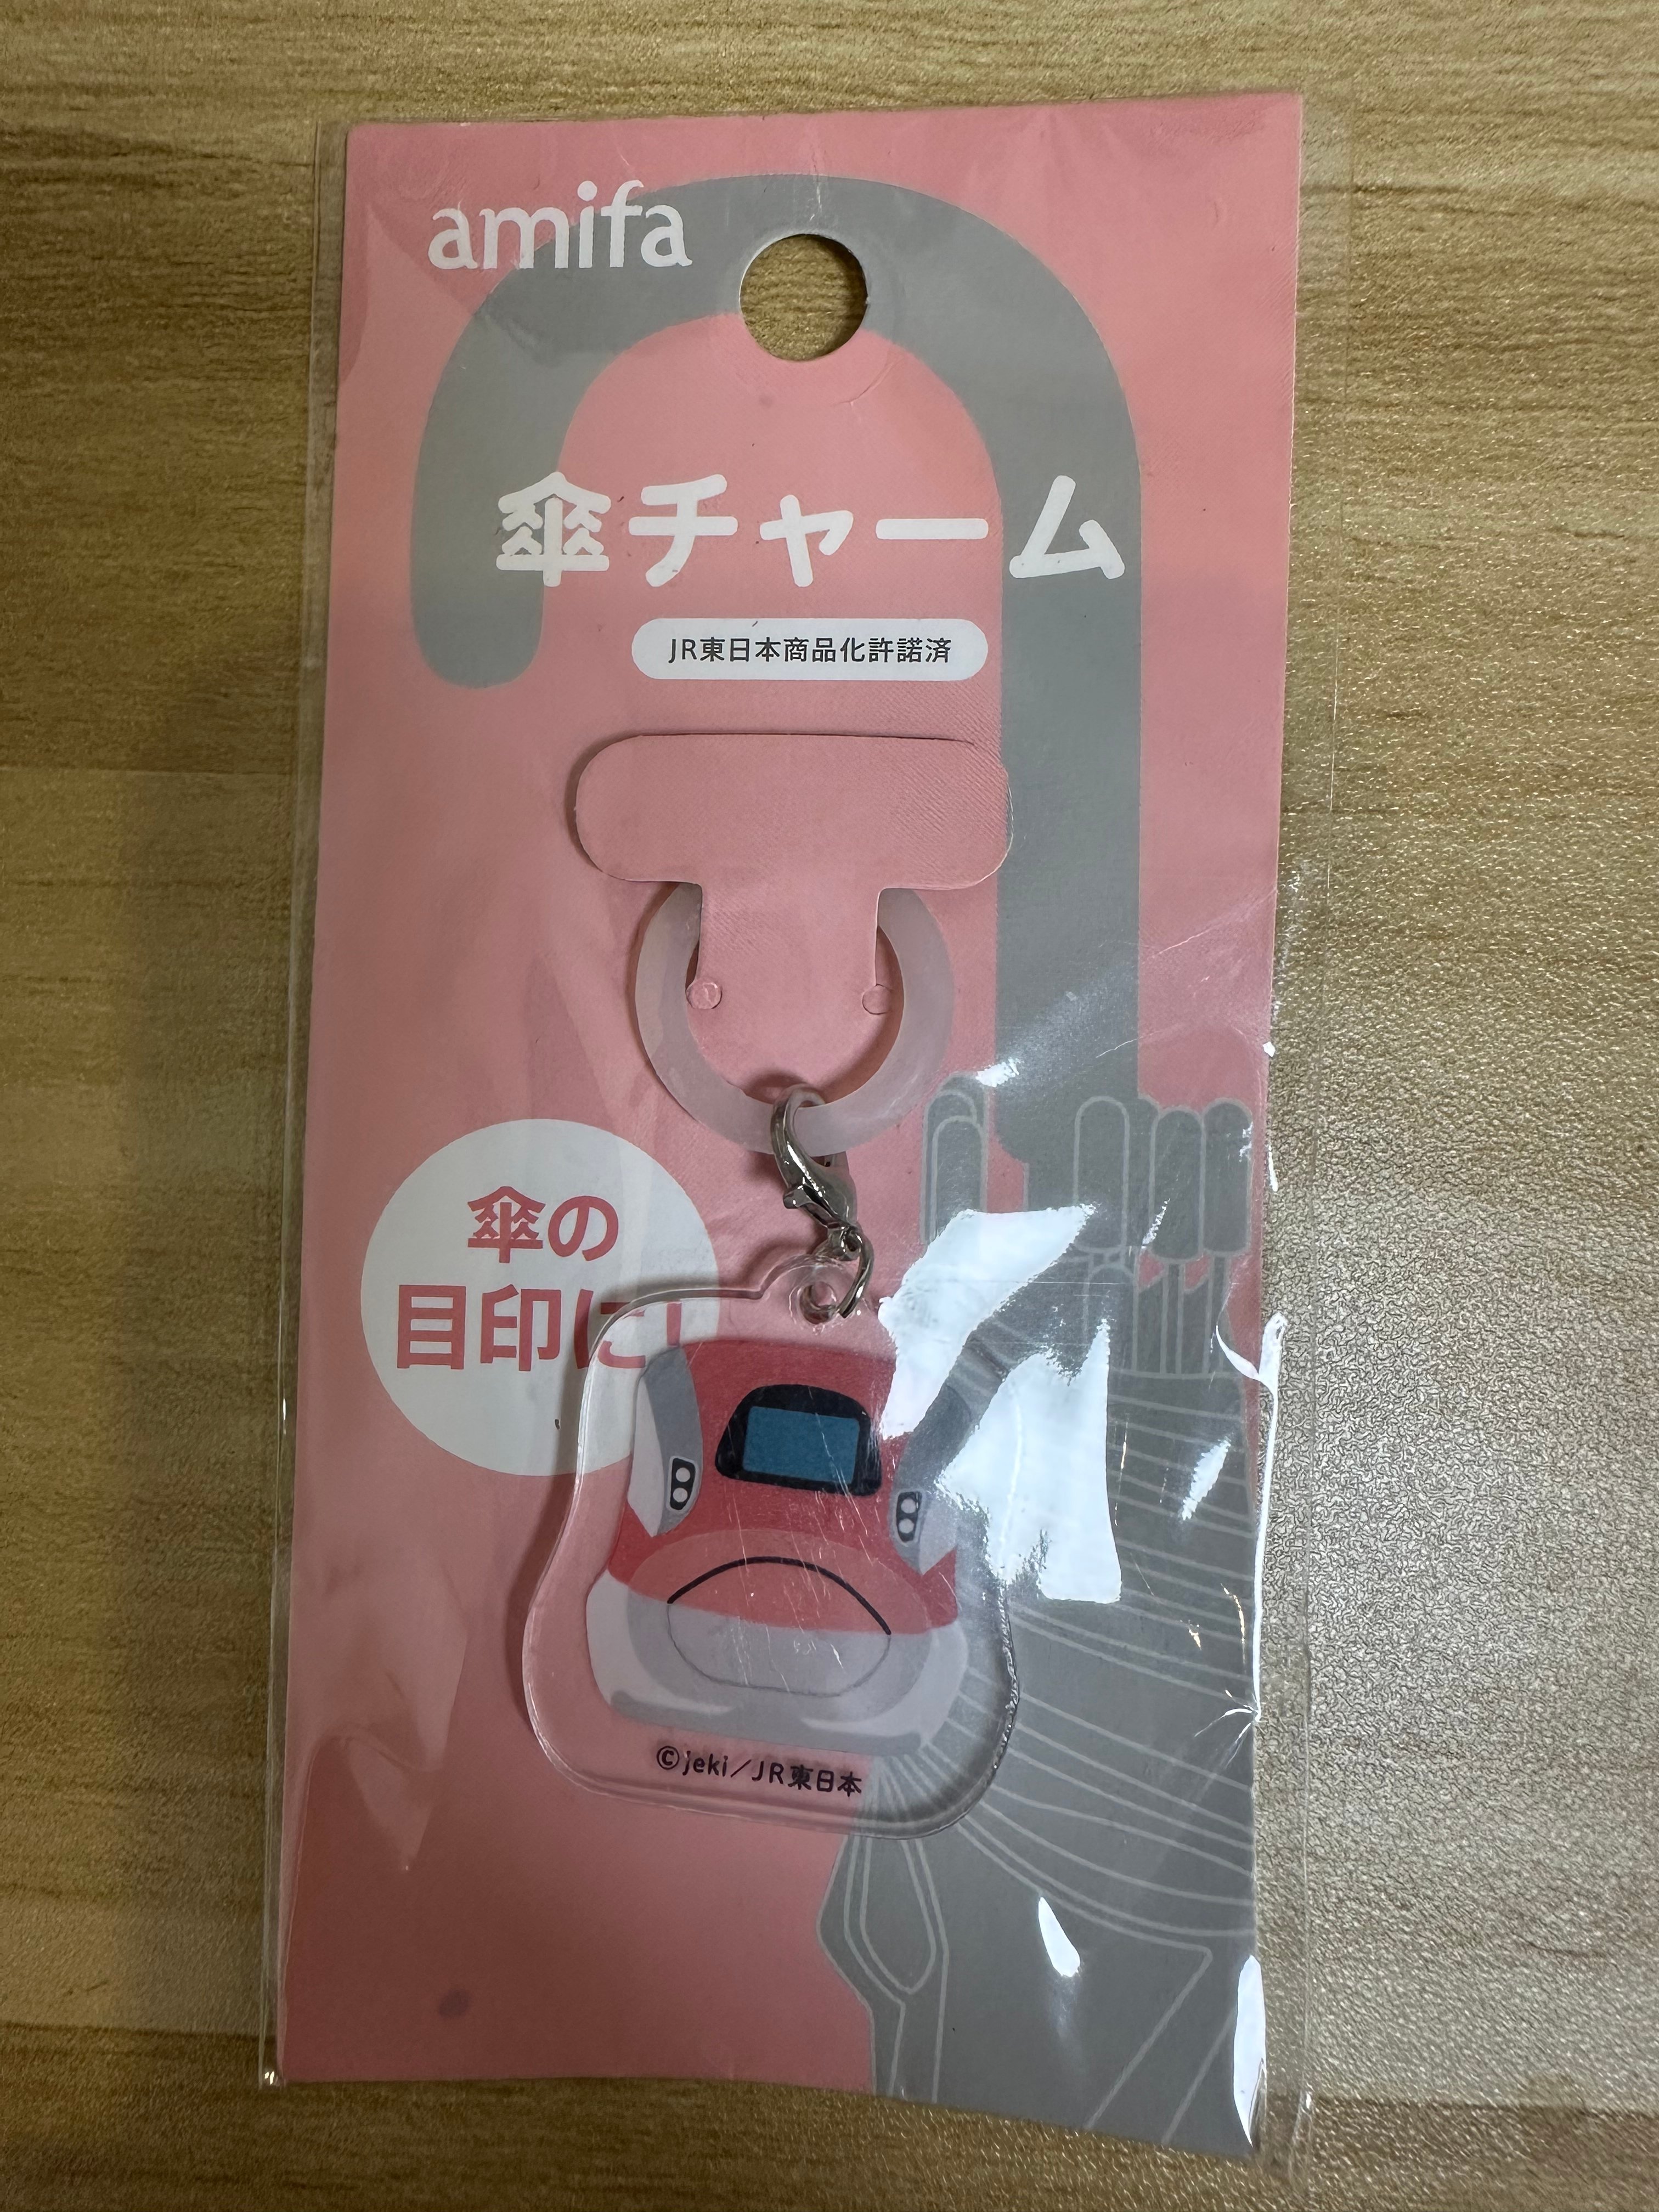 amifa
傘チャーム
JR東日本商品化許諾済
傘の
目印に!
©jeki/JR東日本